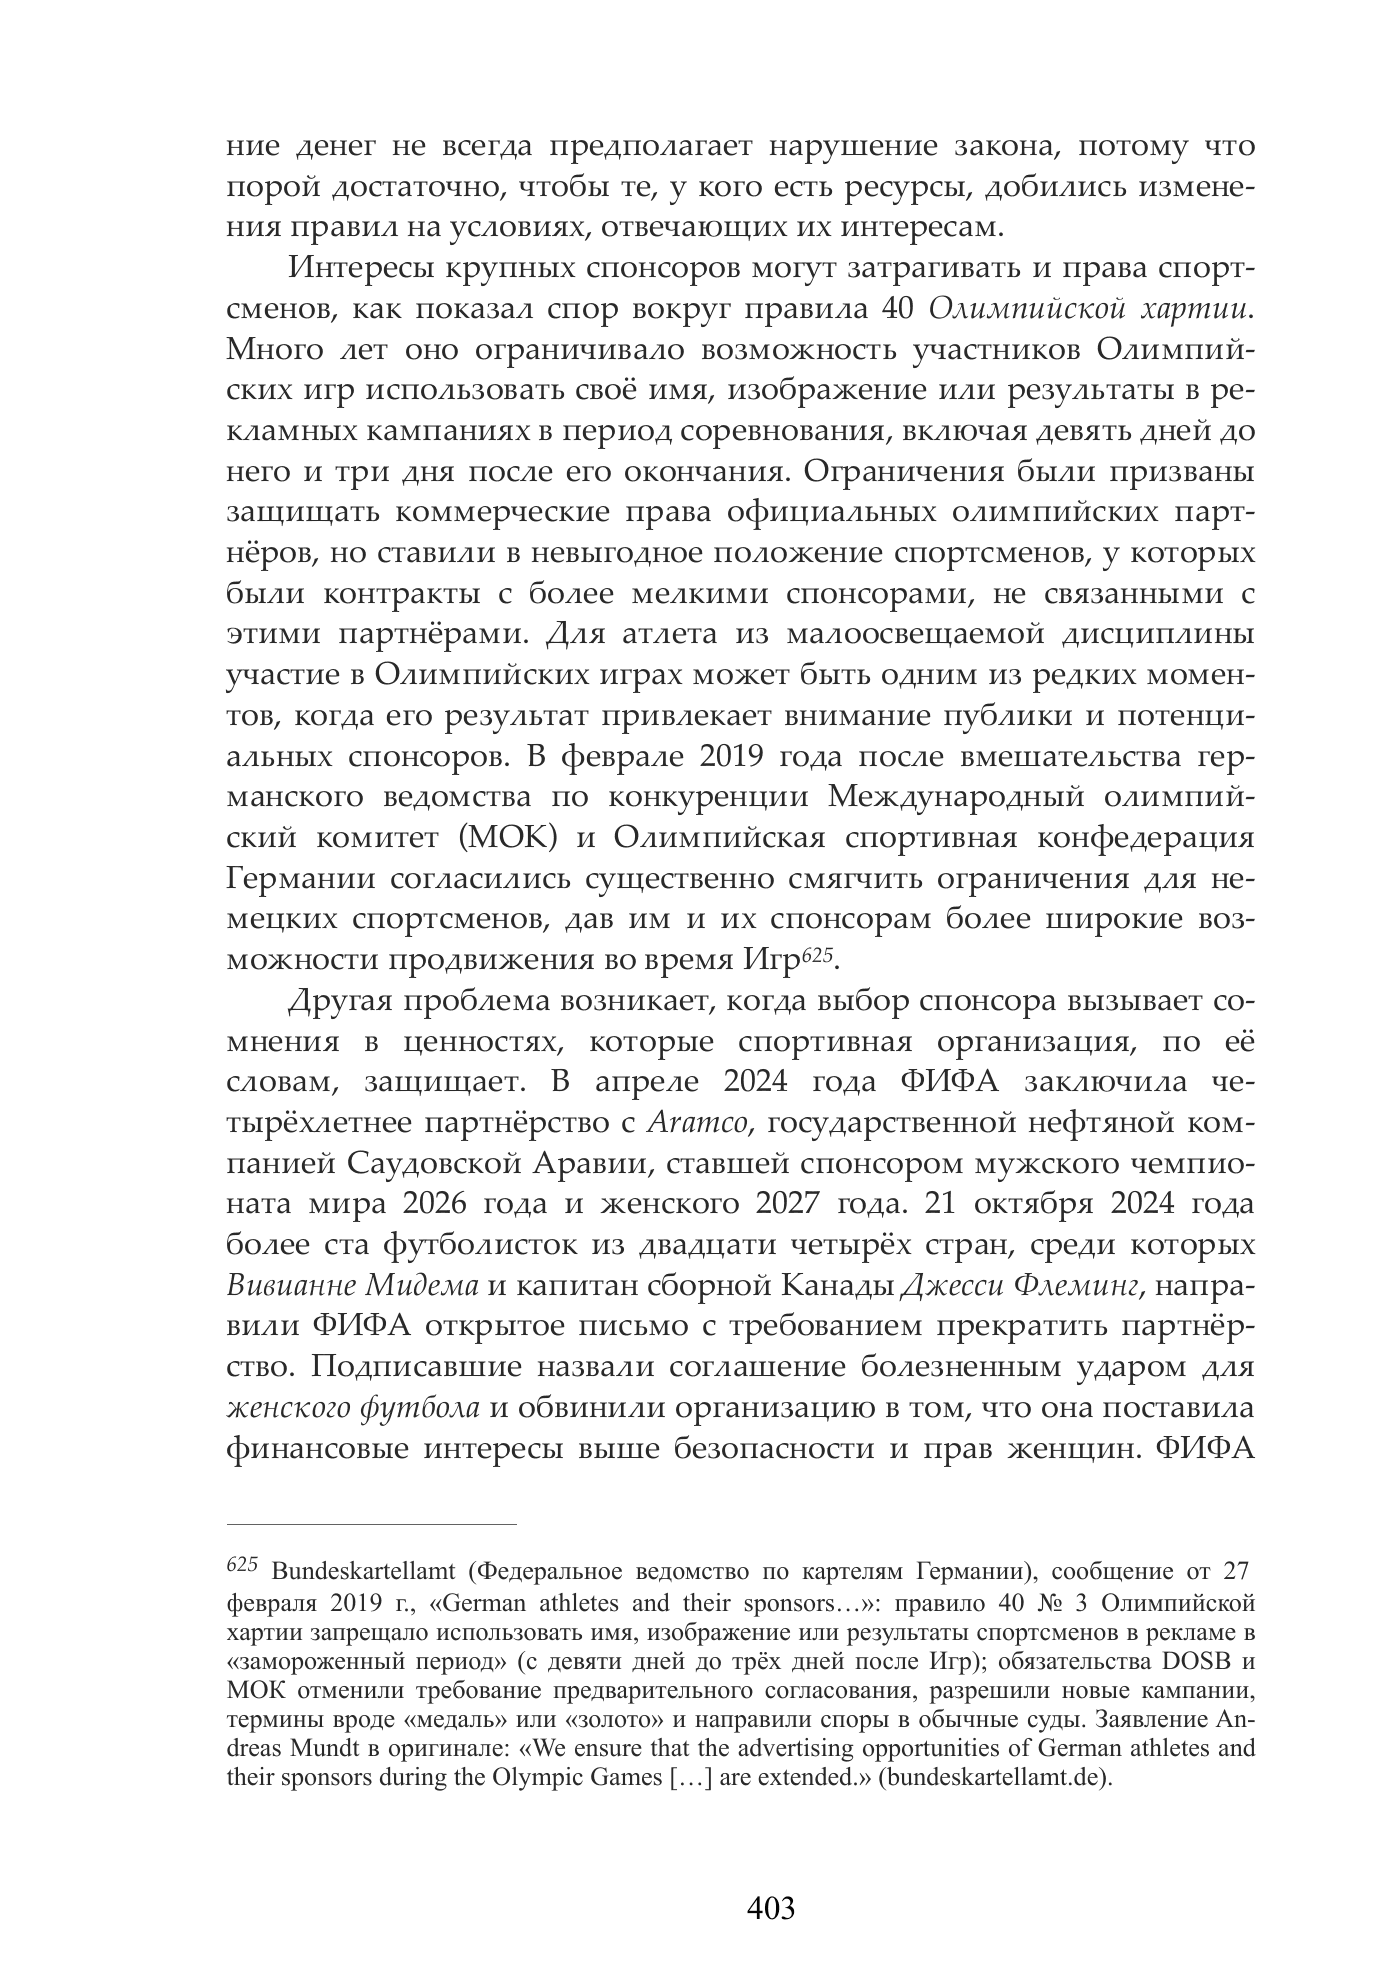 ние денег не всегда предполагает нарушение закона, потому что
порой достаточно, чтобы те, у кого есть ресурсы, добились измене-
ния правил на условиях, отвечающих их интересам.
Интересы крупных спонсоров могут затрагивать и права спорт-
сменов, как показал спор вокруг правила 40 Олимпийской хартии.
Много лет оно ограничивало возможность участников Олимпий-
ских игр использовать своё имя, изображение или результаты в ре-
кламных кампаниях в период соревнования, включая девять дней до
него и три дня после его окончания. Ограничения были призваны
защищать коммерческие права официальных олимпийских парт-
нёров, но ставили в невыгодное положение спортсменов, у которых
были контракты с более мелкими спонсорами, не связанными с
этими партнёрами. Для атлета из малоосвещаемой дисциплины
участие в Олимпийских играх может быть одним из редких момен-
тов, когда его результат привлекает внимание публики и потенци-
альных спонсоров. В феврале 2019 года после вмешательства гер-
манского ведомства по конкуренции Международный олимпий-
ский комитет (МОК) и Олимпийская спортивная конфедерация
Германии согласились существенно смягчить ограничения для не-
мецких спортсменов, дав им и их спонсорам более широкие воз-
можности продвижения во время Игр625.
Другая проблема возникает, когда выбор спонсора вызывает со-
мнения в ценностях, которые спортивная организация, по её
словам, защищает. В апреле 2024 года ФИФА заключила че-
тырёхлетнее партнёрство с Aramco, государственной нефтяной ком-
панией Саудовской Аравии, ставшей спонсором мужского чемпио-
ната мира 2026 года и женского 2027 года. 21 октября 2024 года
более ста футболисток из двадцати четырёх стран, среди которых
Вивианне Мидема и капитан сборной Канады Джесси Флеминг, напра-
вили ФИФА открытое письмо с требованием прекратить партнёр-
ство. Подписавшие назвали соглашение болезненным ударом для
женского футбола и обвинили организацию в том, что она поставила
финансовые интересы выше безопасности и прав женщин. ФИФА
625 Bundeskartellamt (Федеральное ведомство по картелям Германии), сообщение от 27
февраля 2019 г., «German athletes and their sponsors…»: правило 40 № 3 Олимпийской
хартии запрещало использовать имя, изображение или результаты спортсменов в рекламе в
«замороженный период» (с девяти дней до трёх дней после Игр); обязательства DOSB и
МОК отменили требование предварительного согласования, разрешили новые кампании,
термины вроде «медаль» или «золото» и направили споры в обычные суды. Заявление An-
dreas Mundt в оригинале: «We ensure that the advertising opportunities of German athletes and
their sponsors during the Olympic Games […] are extended.» (bundeskartellamt.de).
403